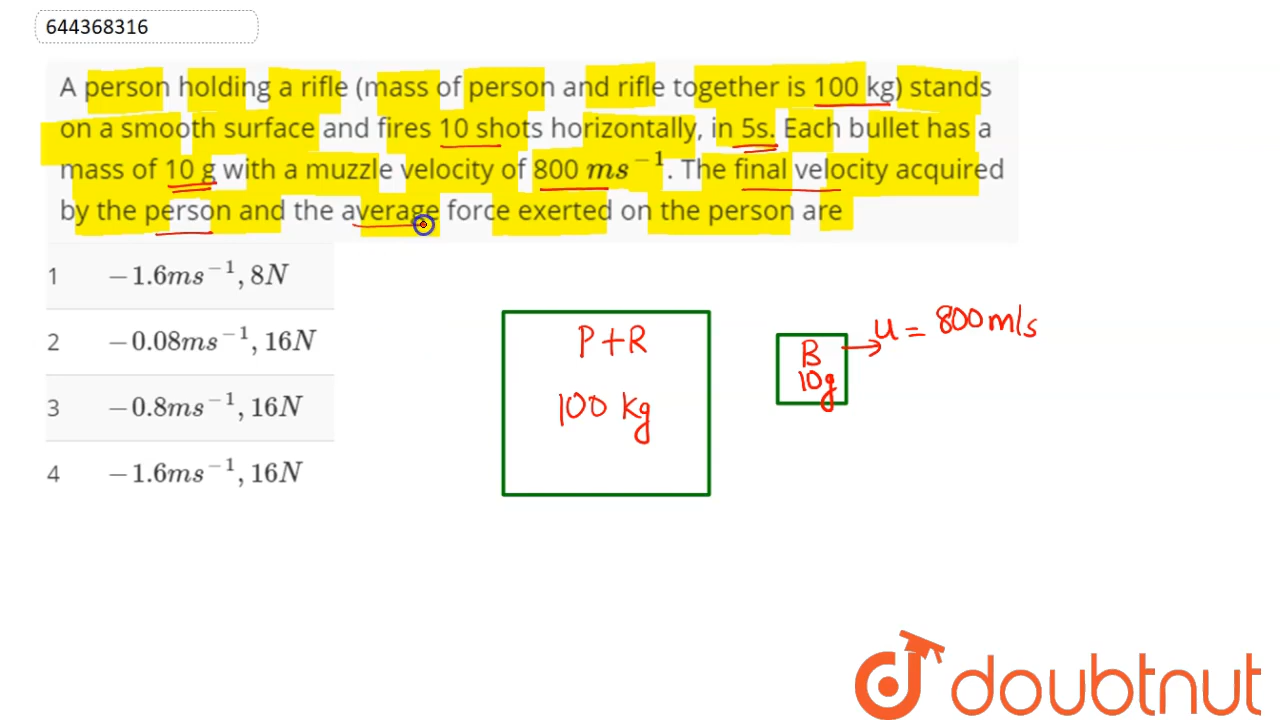 644368316
A person holding a rifle (mass of person and rifle together is 100 kg) stands
on a smooth surface and fires 10 shots horizontally, in 5s. Each bullet has a
mass of 10 g with a muzzle velocity of 800 ms⁻¹. The final velocity acquired
by the person and the average force exerted on the person are
1 −1.6ms⁻¹, 8N
2 −0.08ms⁻¹, 16N
3 −0.8ms⁻¹, 16N
4 −1.6ms⁻¹, 16N
P+R
100 kg
B
10g
u = 800m/s
doubtnut